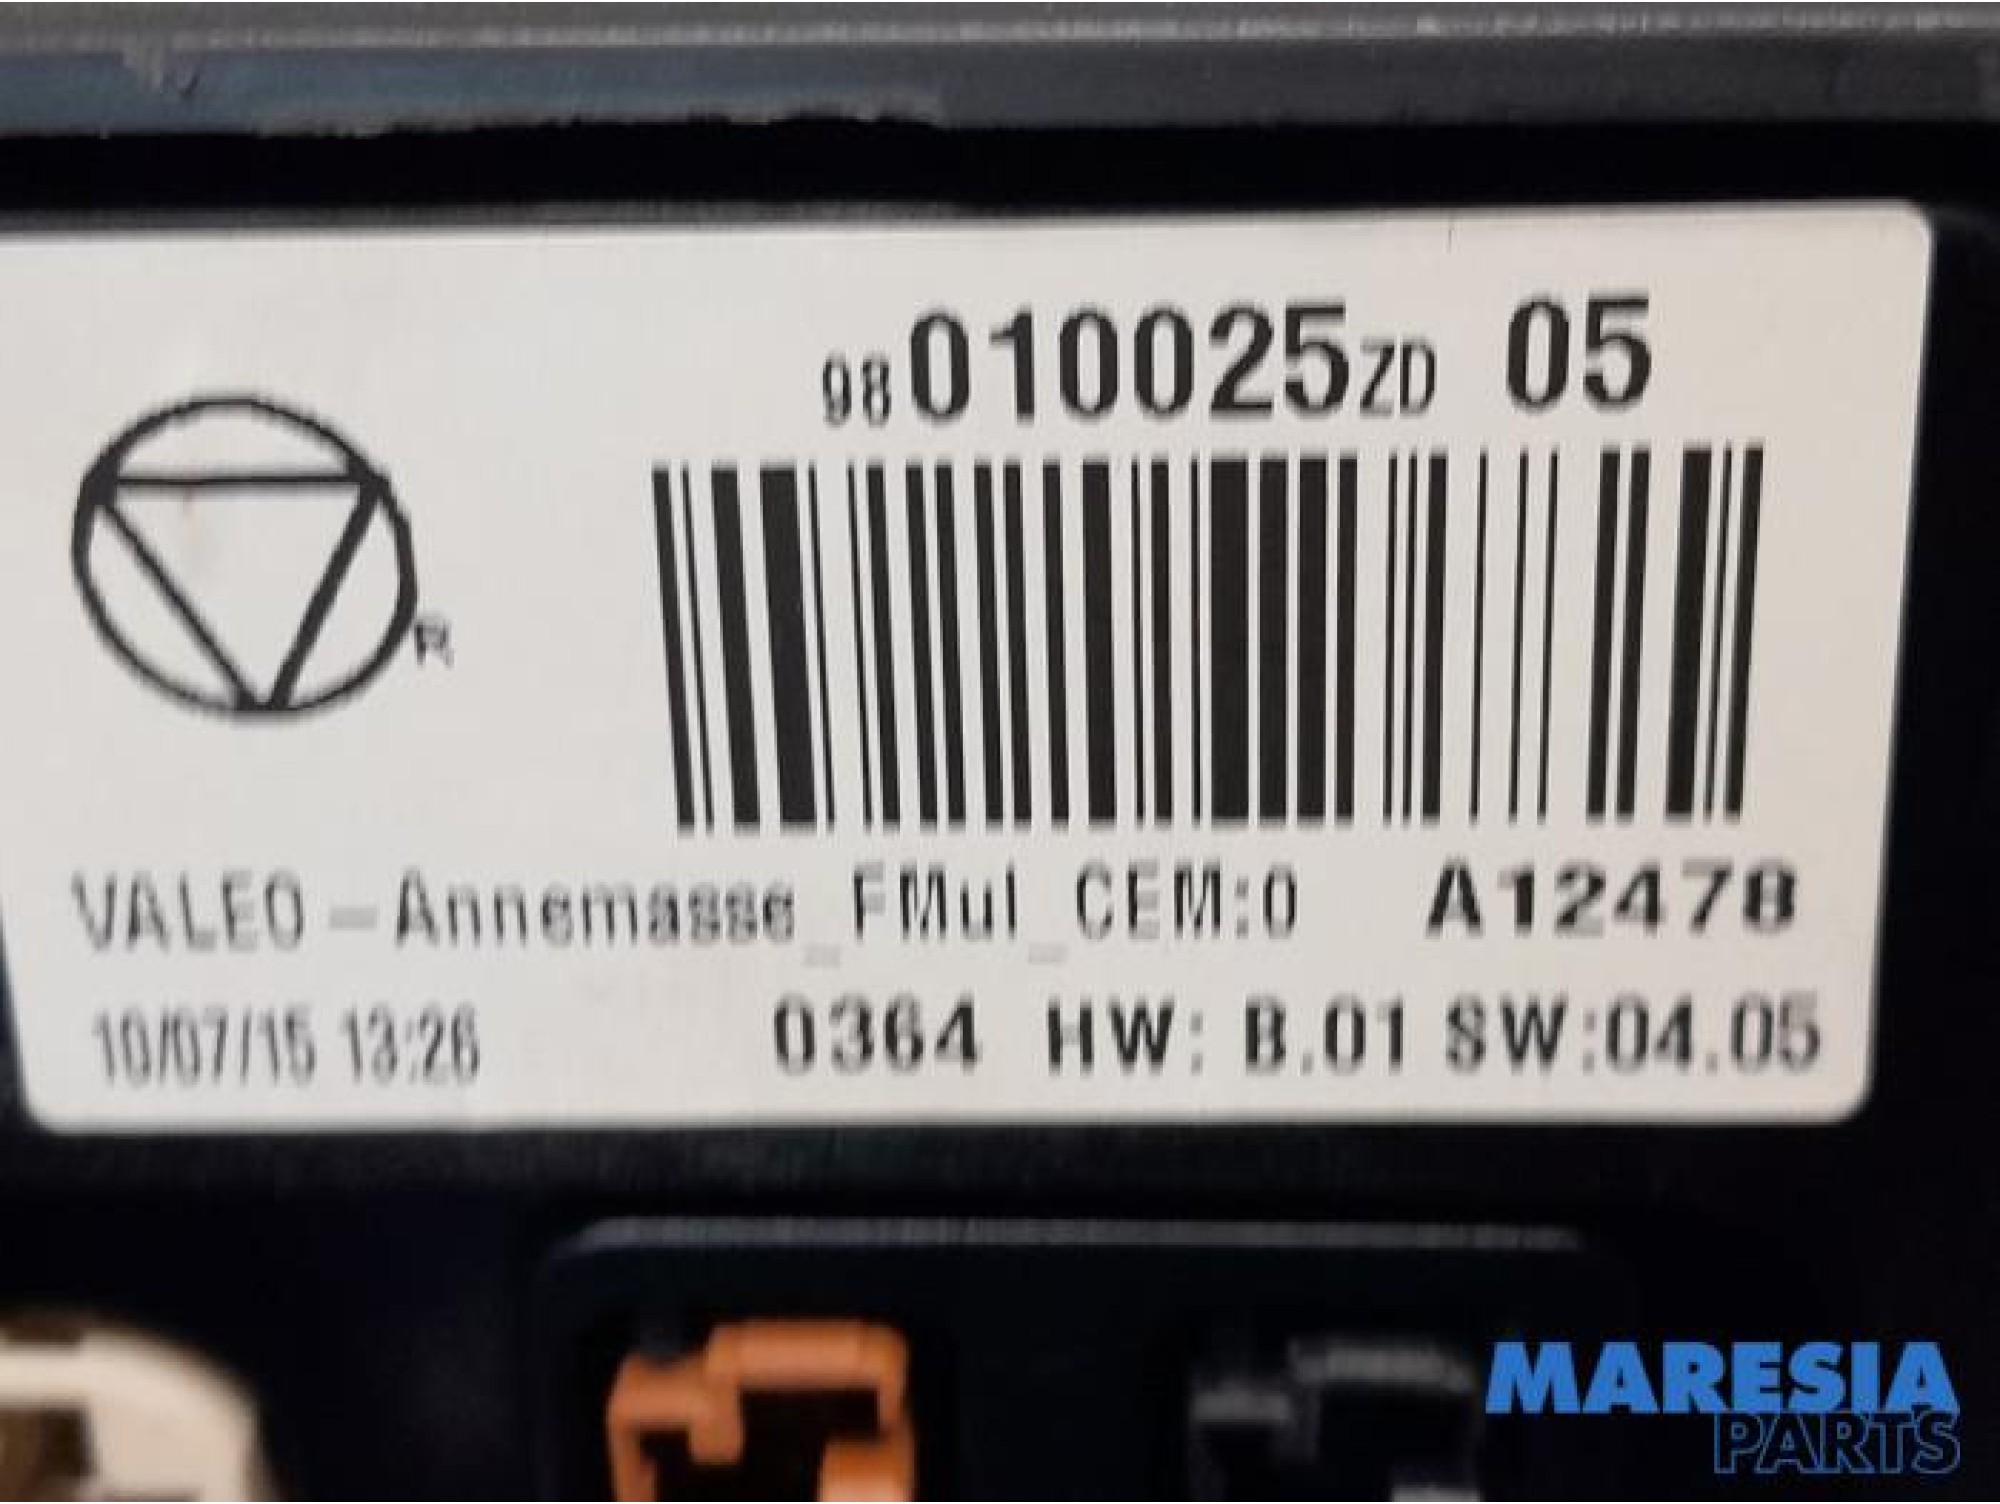 98010025ZD 05
R
VALEO-Annemasse_FMul_CEM:0 A12478
10/07/15 13:26 0364 HW: B.01 SW:04.05
MARESIA
PARTS